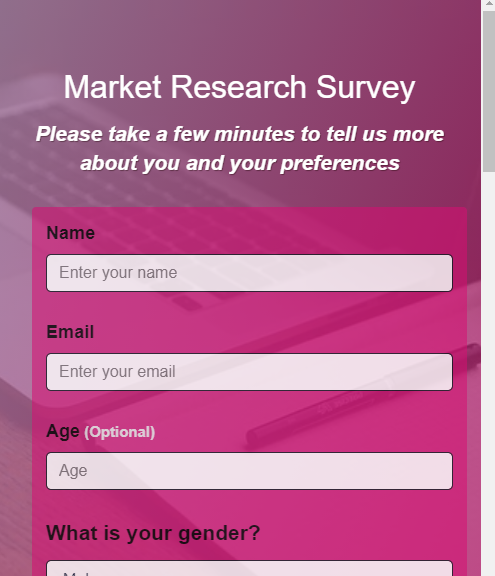 Market Research Survey
Please take a few minutes to tell us more
about you and your preferences
Name
Enter your name
Email
Enter your email
Age (Optional)
Age
What is your gender?